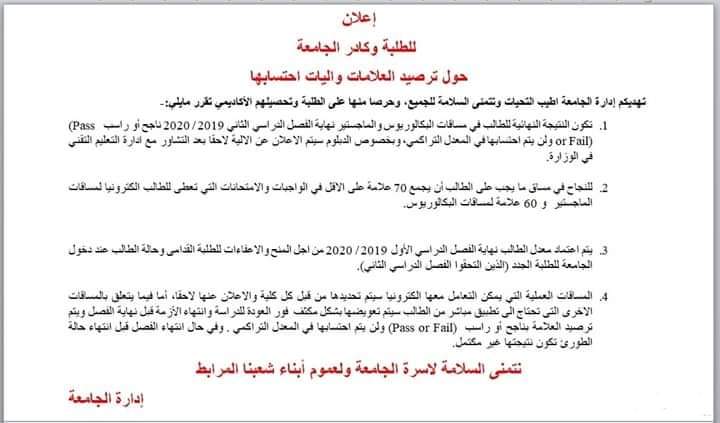 إعلان
للطلبة وكادر الجامعة
حول ترصيد العلامات واليات احتسابها
تهديكم إدارة الجامعة اطيب التحيات وتتمنى السلامة للجميع، وحرصا منها على الطلبة وتحصيلهم الأكاديمي تقرر مايلي:-
1. تكون النتيجة النهائية للطالب في مساقات البكالوريوس والماجستير نهاية الفصل الدراسي الثاني 2019/ 2020 ناجح أو راسب Pass)
or Fail) ولن يتم احتسابها في المعدل التراكمي، وبخصوص الدبلوم سيتم الاعلان عن الالية لاحقا بعد التشاور مع ادارة التعليم التقني
في الوزارة.
2. للنجاح في مساق ما يجب على الطالب أن يجمع 70 علامة على الاقل في الواجبات والامتحانات التي تعطى للطالب الكترونيا لمساقات
الماجستير و 60 علامة لمساقات البكالوريوس.
3. يتم اعتماد معدل الطالب نهاية الفصل الدراسي الأول 2019/ 2020 من اجل المنح والاعفاءات للطلبة القدامى وحالة الطالب عند دخول
الجامعة للطلبة الجدد (الذين التحقوا الفصل الدراسي الثاني).
4. المساقات العملية التي يمكن التعامل معها الكترونيا سيتم تحديدها من قبل كل كلية والاعلان عنها لاحقا، أما فيما يتعلق بالمساقات
الاخرى التي تحتاج الى تطبيق مباشر من الطالب سيتم تعويضها بشكل مكثف فور العودة للدراسة وانتهاء الأزمة قبل نهاية الفصل ويتم
ترصيد العلامة بناجح أو راسب (Pass or Fail) ولن يتم احتسابها في المعدل التراكمي . وفي حال انتهاء الفصل قبل انتهاء حالة
الطورئ تكون نتيجتها غير مكتمل.
نتمنى السلامة لاسرة الجامعة ولعموم أبناء شعبنا المرابط
إدارة الجامعة